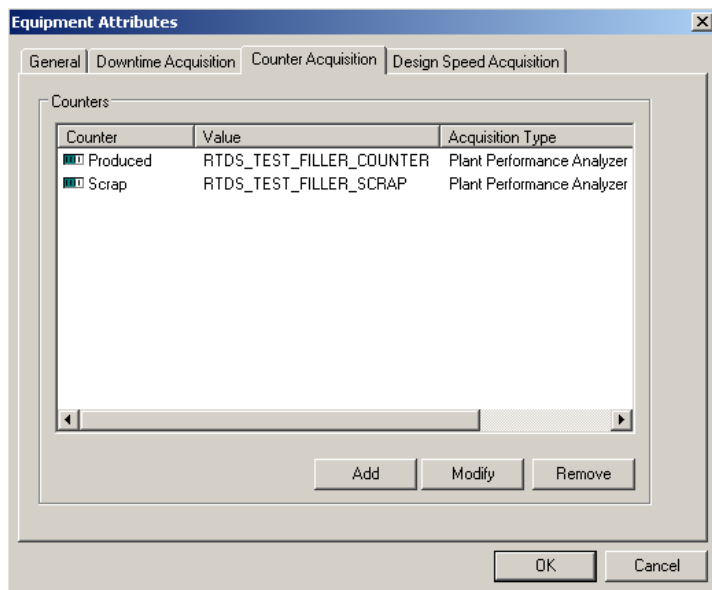 Equipment Attributes
General Downtime Acquisition Counter Acquisition Design Speed Acquisition
Counters
Counter Value Acquisition Type
Produced RTDS_TEST_FILLER_COUNTER Plant Performance Analyzer
Scrap RTDS_TEST_FILLER_SCRAP Plant Performance Analyzer
Add Modify Remove
OK Cancel